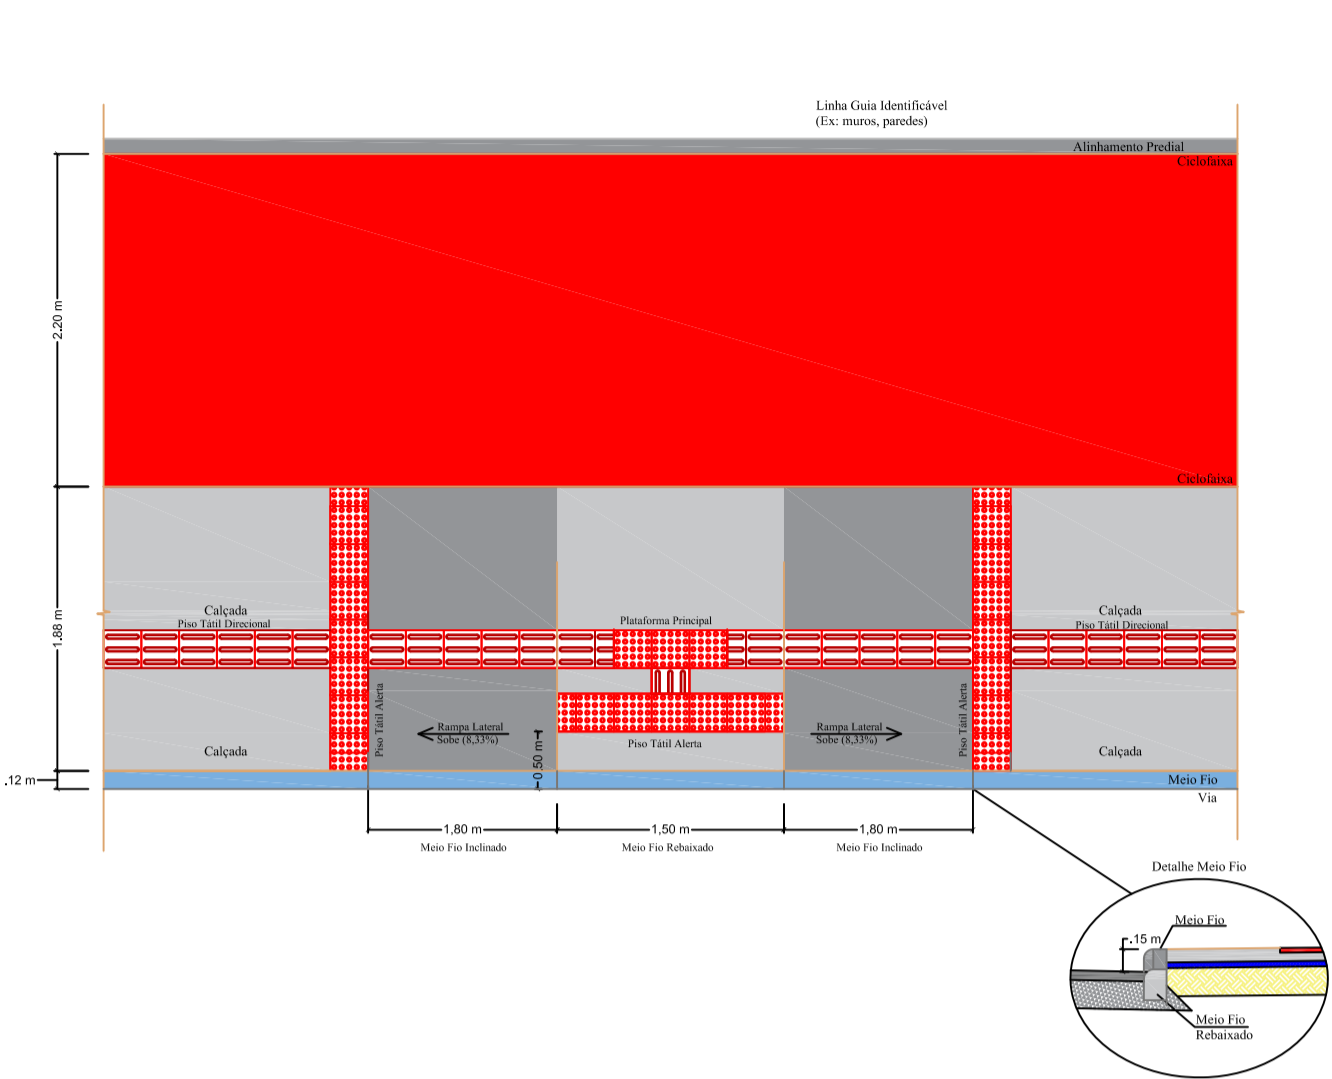 Linha Guia Identificável
(Ex: muros, paredes)
Alinhamento Predial
Ciclofaixa
2.20 m
Ciclofaixa
Calçada
Piso Tátil Direcional
Plataforma Principal
Calçada
Piso Tátil Direcional
1.88 m
Piso Tátil Alerta
Rampa Lateral
Sobe (8,33%)
Piso Tátil Alerta
0,50 m
Rampa Lateral
Sobe (8,33%)
Piso Tátil Alerta
Calçada
Calçada
.12 m
Meio Fio
Via
1,80 m
1,50 m
1,80 m
Meio Fio Inclinado
Meio Fio Rebaixado
Meio Fio Inclinado
Detalhe Meio Fio
Meio Fio
.15 m
Meio Fio
Rebaixado